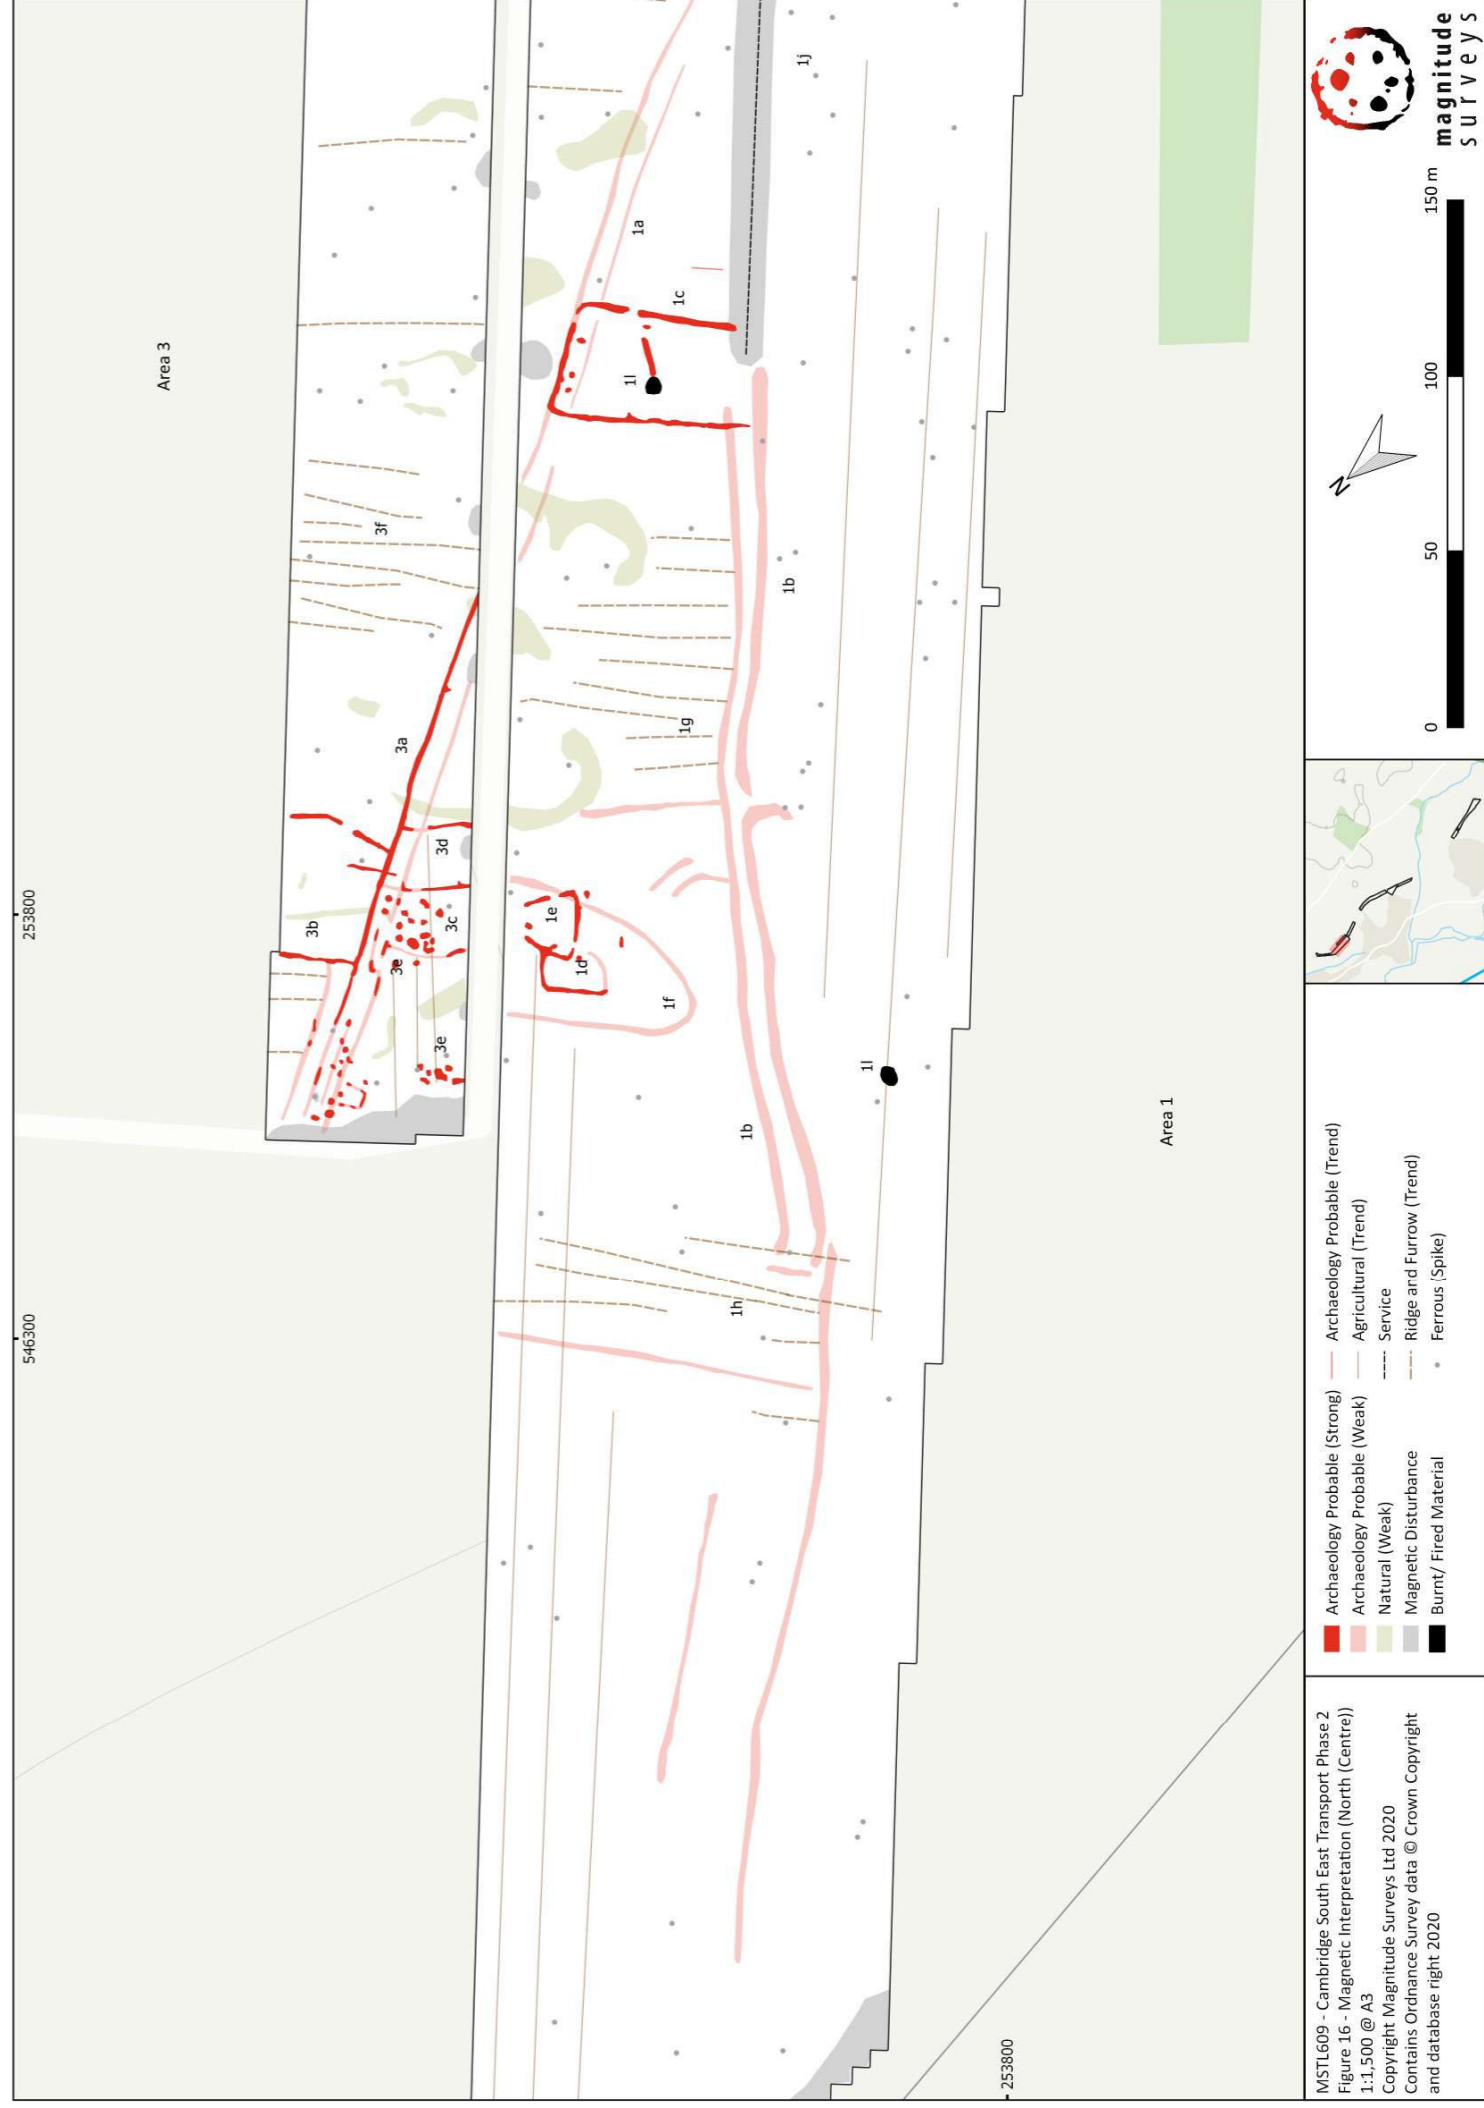 Area 3
3f
3a
3b
3d
3c
3e
3e
1a
1c
1l
1j
1b
1g
1e
1d
1f
1l
1b
1h
Area 1
253800
546300
253800
N
0
50
100
150 m
magnitude
surveys
MSTL609 - Cambridge South East Transport Phase 2
Figure 16 - Magnetic Interpretation (North (Centre))
1:1,500 @ A3
Copyright Magnitude Surveys Ltd 2020
Contains Ordnance Survey data © Crown Copyright
and database right 2020
Archaeology Probable (Strong)
Archaeology Probable (Weak)
Natural (Weak)
Magnetic Disturbance
Burnt/ Fired Material
Archaeology Probable (Trend)
Agricultural (Trend)
Service
Ridge and Furrow (Trend)
Ferrous (Spike)